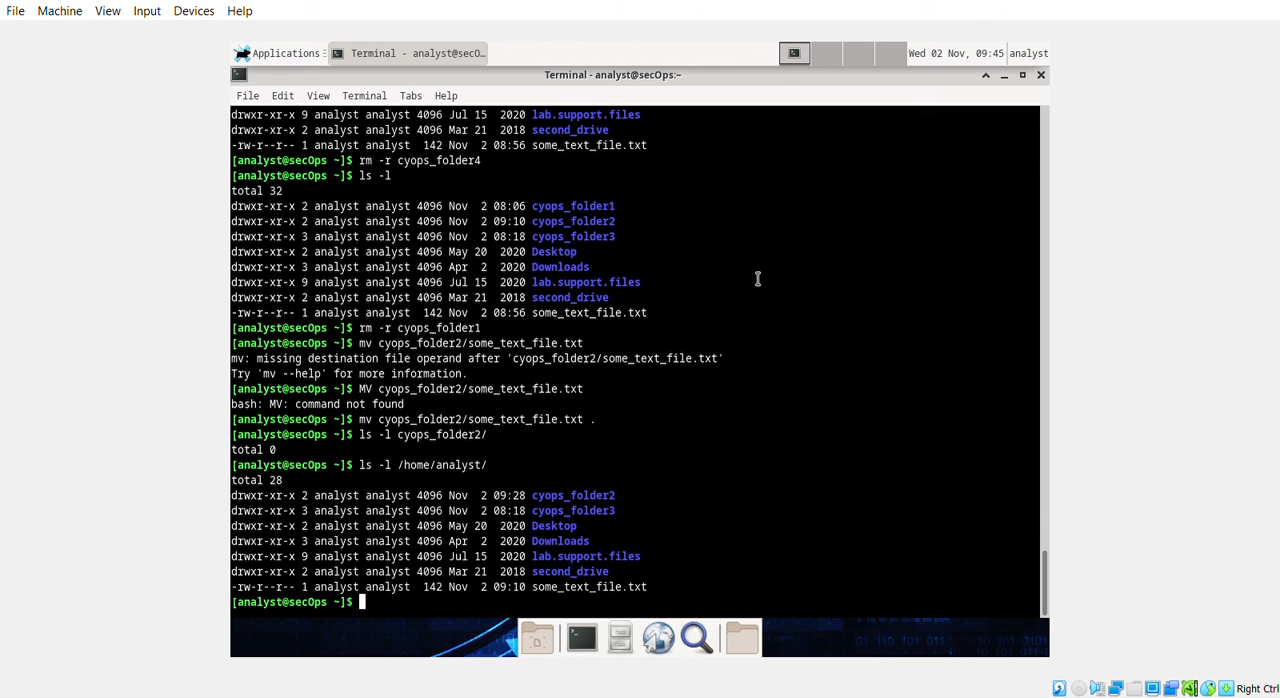 File Machine View Input Devices Help
Applications Terminal - analyst@secO... Wed 02 Nov, 09:45 analyst
Terminal - analyst@secOps:~
File Edit View Terminal Tabs Help
drwxr-xr-x 9 analyst analyst 4096 Jul 15  2020 lab.support.files
drwxr-xr-x 2 analyst analyst 4096 Mar 21  2018 second_drive
-rw-r--r-- 1 analyst analyst  142 Nov  2 08:56 some_text_file.txt
[analyst@secOps ~]$ rm -r cyops_folder4
[analyst@secOps ~]$ ls -l
total 32
drwxr-xr-x 2 analyst analyst 4096 Nov  2 08:06 cyops_folder1
drwxr-xr-x 2 analyst analyst 4096 Nov  2 09:10 cyops_folder2
drwxr-xr-x 3 analyst analyst 4096 Nov  2 08:18 cyops_folder3
drwxr-xr-x 2 analyst analyst 4096 May 20  2020 Desktop
drwxr-xr-x 3 analyst analyst 4096 Apr  2  2020 Downloads
drwxr-xr-x 9 analyst analyst 4096 Jul 15  2020 lab.support.files
drwxr-xr-x 2 analyst analyst 4096 Mar 21  2018 second_drive
-rw-r--r-- 1 analyst analyst  142 Nov  2 08:56 some_text_file.txt
[analyst@secOps ~]$ rm -r cyops_folder1
[analyst@secOps ~]$ mv cyops_folder2/some_text_file.txt
mv: missing destination file operand after 'cyops_folder2/some_text_file.txt'
Try 'mv --help' for more information.
[analyst@secOps ~]$ MV cyops_folder2/some_text_file.txt
bash: MV: command not found
[analyst@secOps ~]$ mv cyops_folder2/some_text_file.txt .
[analyst@secOps ~]$ ls -l cyops_folder2/
total 0
[analyst@secOps ~]$ ls -l /home/analyst/
total 28
drwxr-xr-x 2 analyst analyst 4096 Nov  2 09:28 cyops_folder2
drwxr-xr-x 3 analyst analyst 4096 Nov  2 08:18 cyops_folder3
drwxr-xr-x 2 analyst analyst 4096 May 20  2020 Desktop
drwxr-xr-x 3 analyst analyst 4096 Apr  2  2020 Downloads
drwxr-xr-x 9 analyst analyst 4096 Jul 15  2020 lab.support.files
drwxr-xr-x 2 analyst analyst 4096 Mar 21  2018 second_drive
-rw-r--r-- 1 analyst analyst  142 Nov  2 09:10 some_text_file.txt
[analyst@secOps ~]$
Right Ctrl